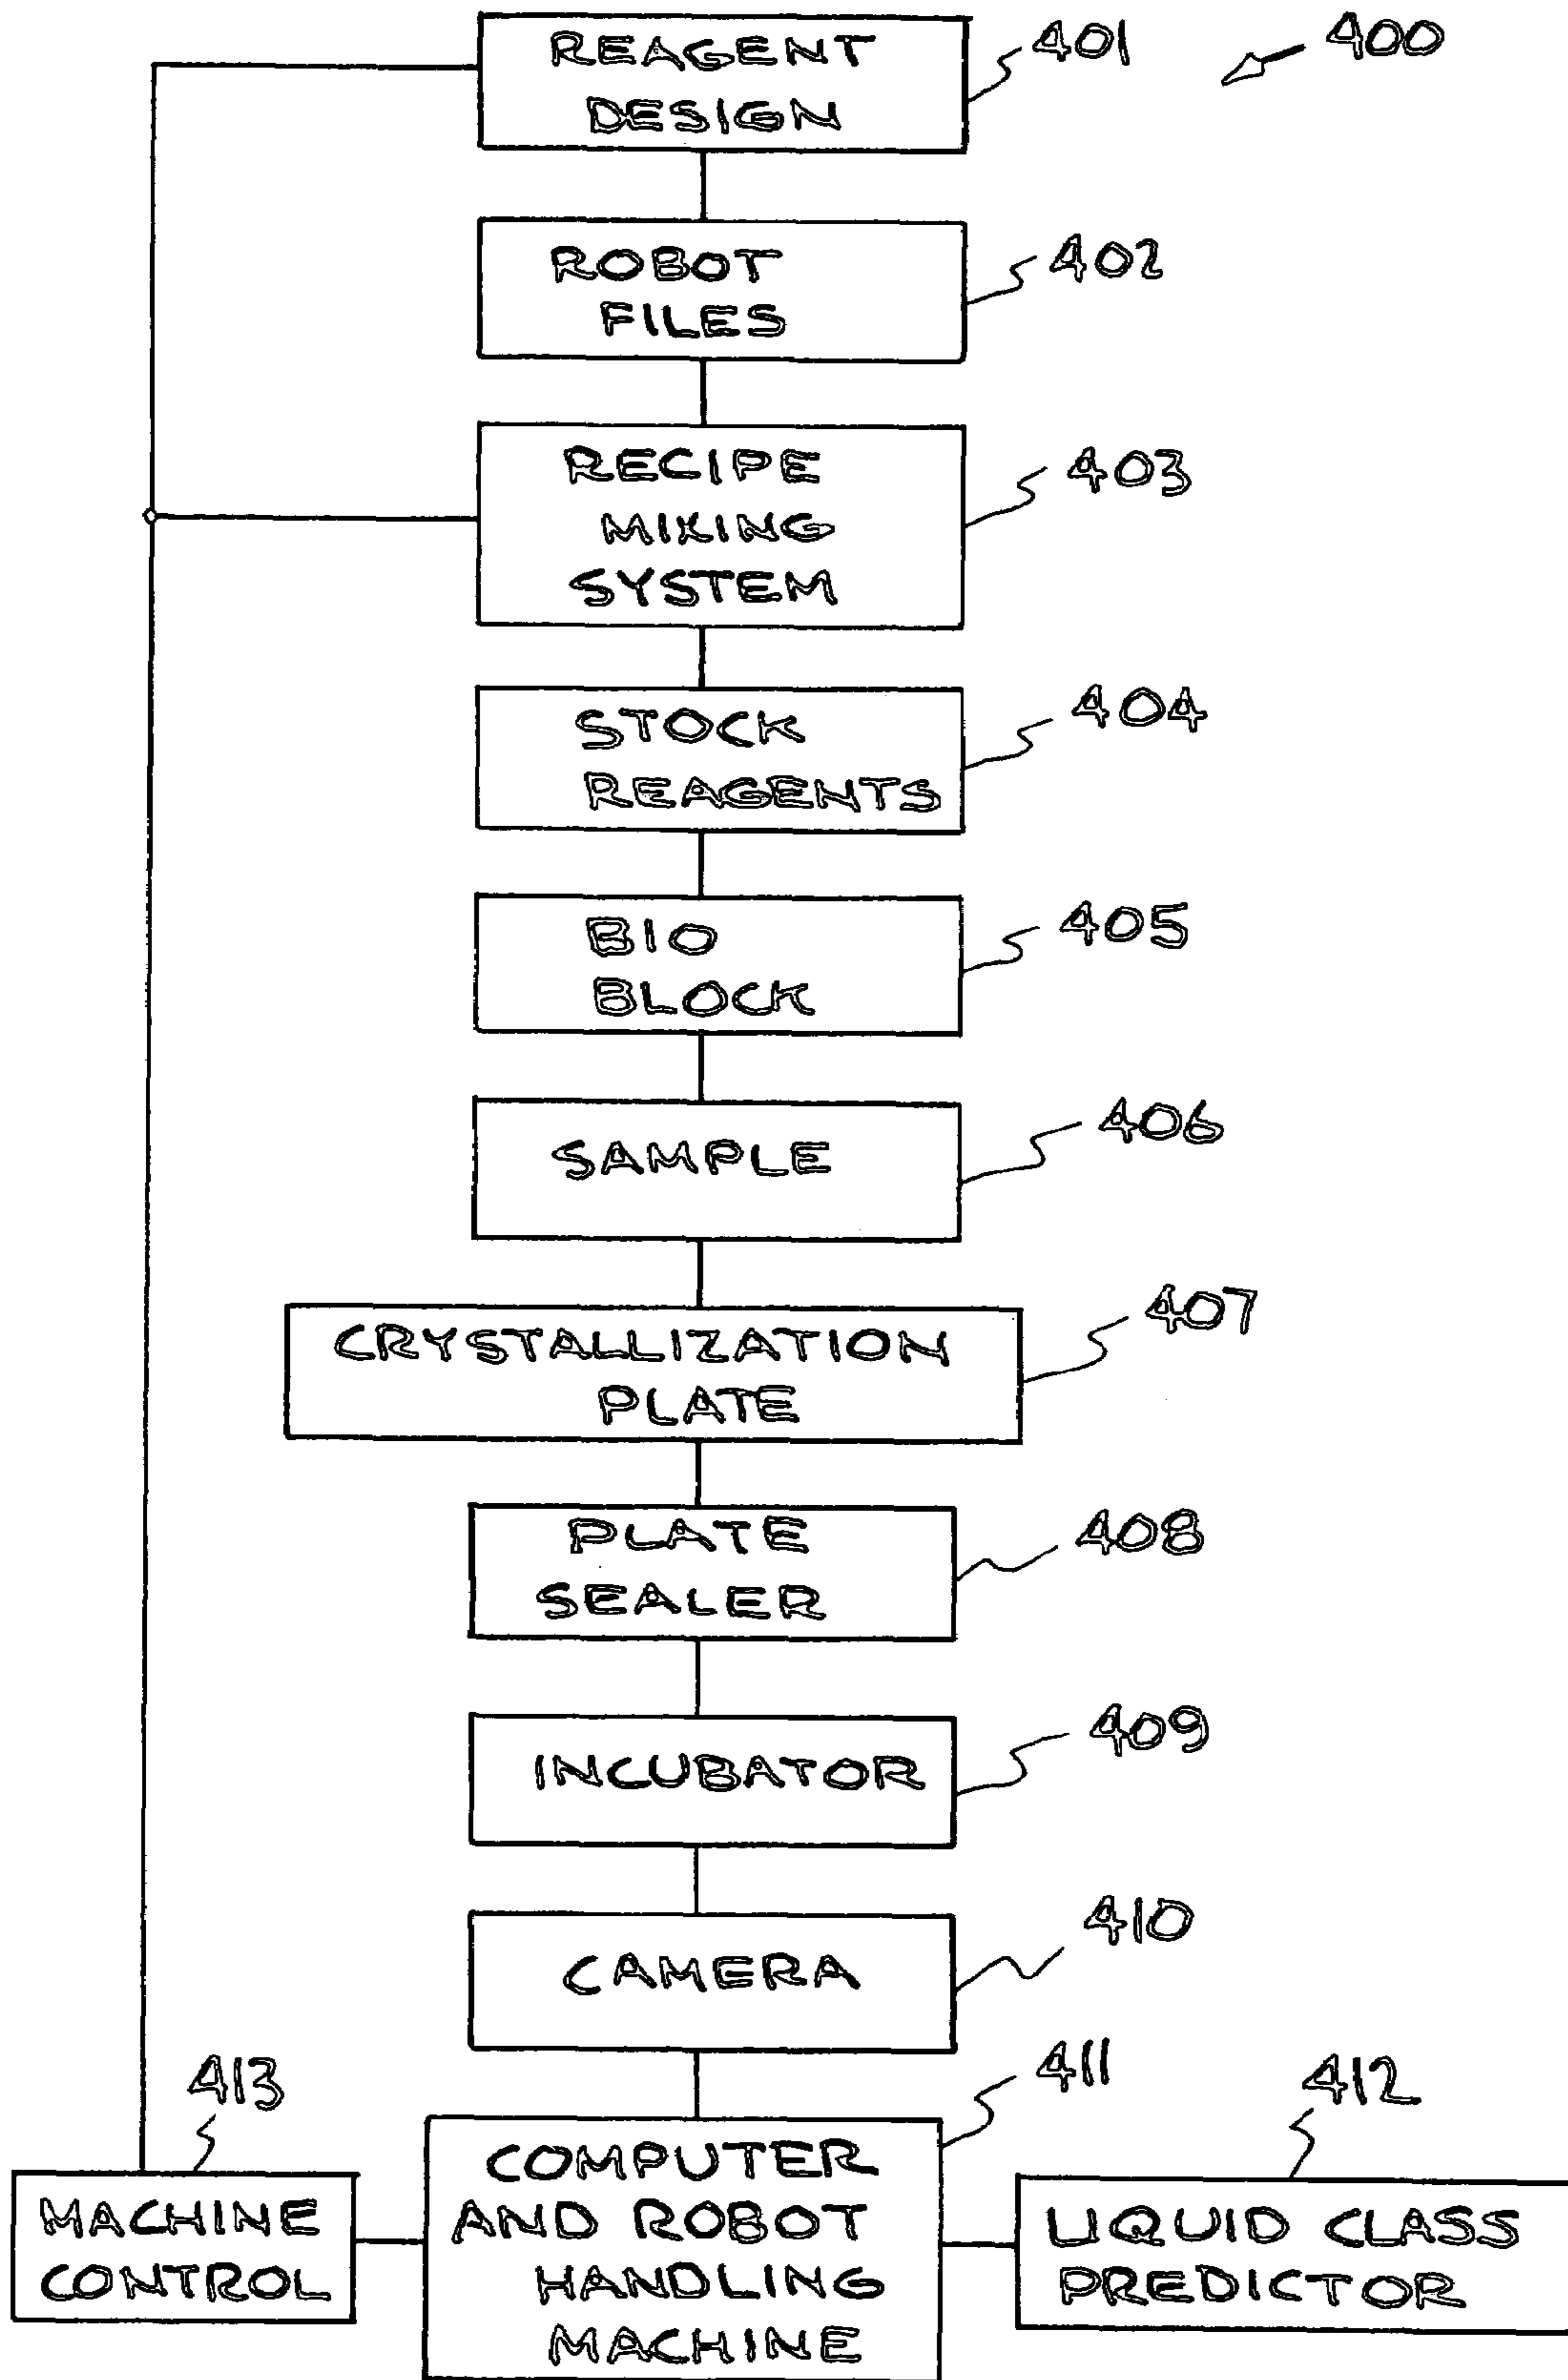 REAGENT
DESIGN
401
400
ROBOT
FILES
402
RECIPE
MIXING
SYSTEM
403
STOCK
REAGENTS
404
BIO
BLOCK
405
SAMPLE
406
CRYSTALLIZATION
PLATE
407
PLATE
SEALER
408
INCUBATOR
409
CAMERA
410
413
MACHINE
CONTROL
411
COMPUTER
AND ROBOT
HANDLING
MACHINE
412
LIQUID CLASS
PREDICTOR